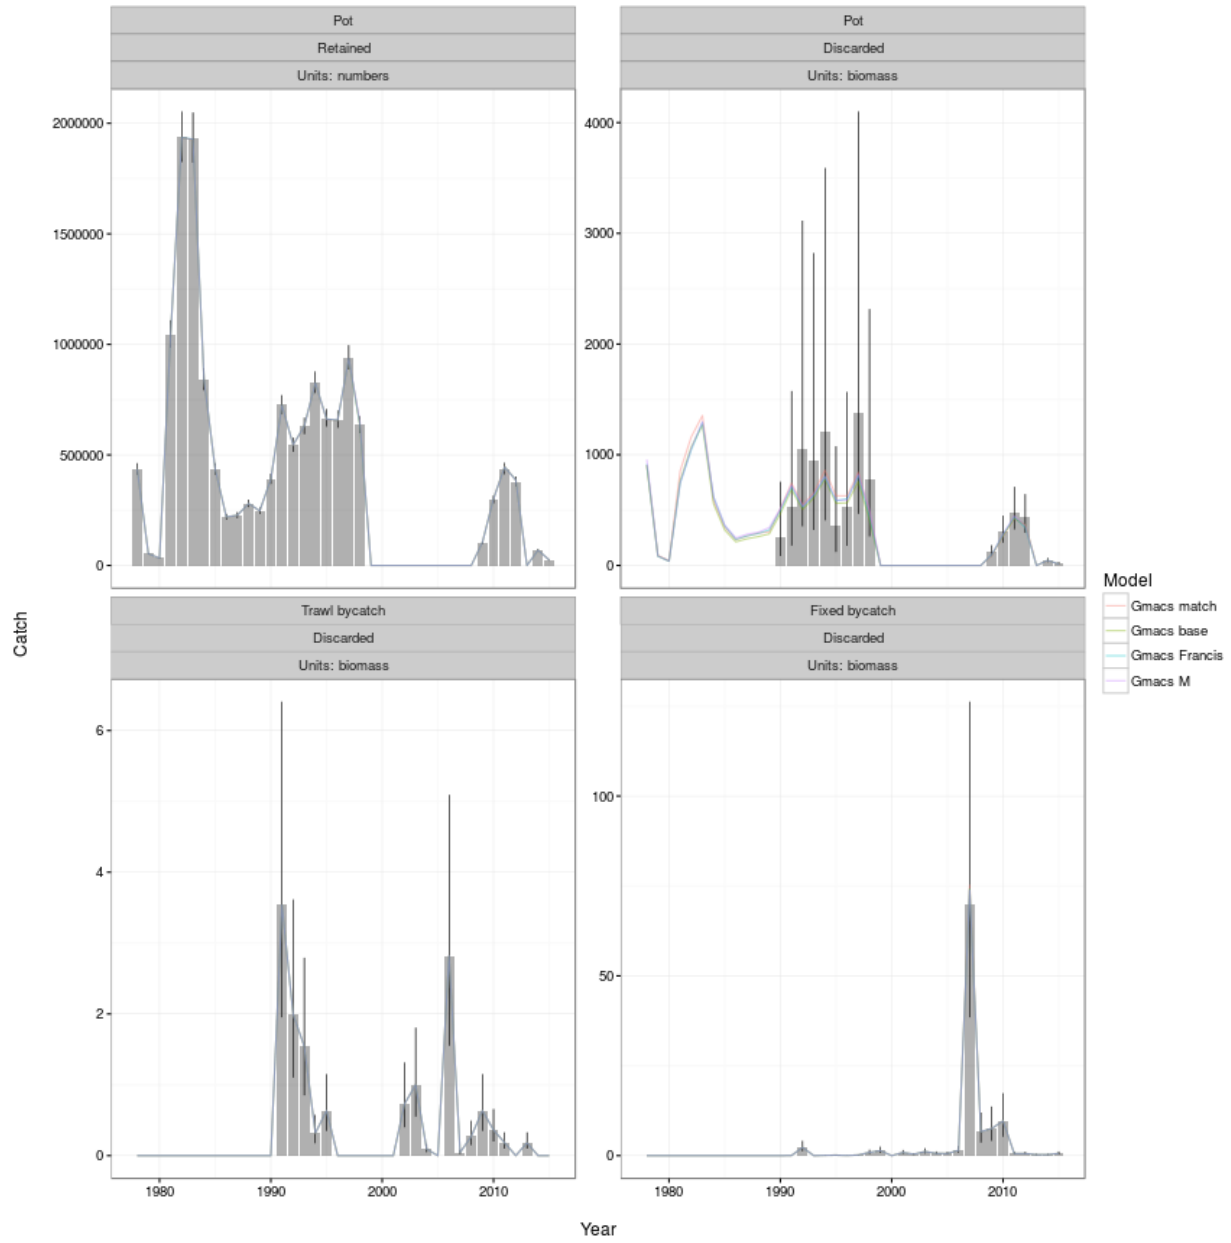 Pot
Retained
Units: numbers
2000000
1500000
1000000
500000
0
Pot
Discarded
Units: biomass
4000
3000
2000
1000
0
Trawl bycatch
Discarded
Units: biomass
6
4
2
0
1980
1990
2000
2010
Fixed bycatch
Discarded
Units: biomass
100
50
0
1980
1990
2000
2010
Catch
Year
Model
Gmacs match
Gmacs base
Gmacs Francis
Gmacs M